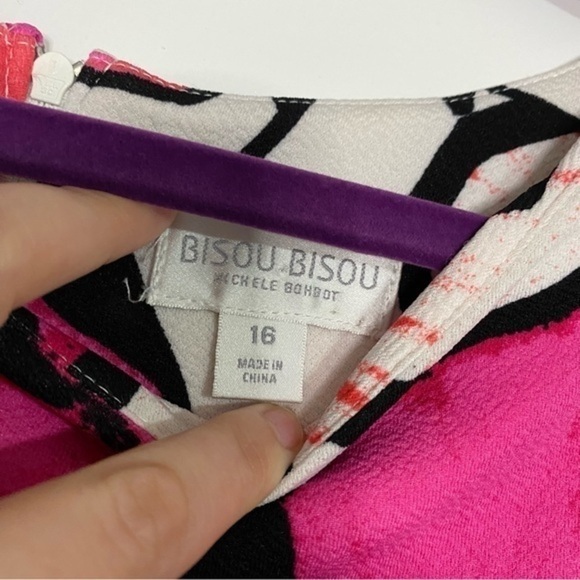 BISOU BISOU
MICHELE BOHBOT
16
MADE IN
CHINA